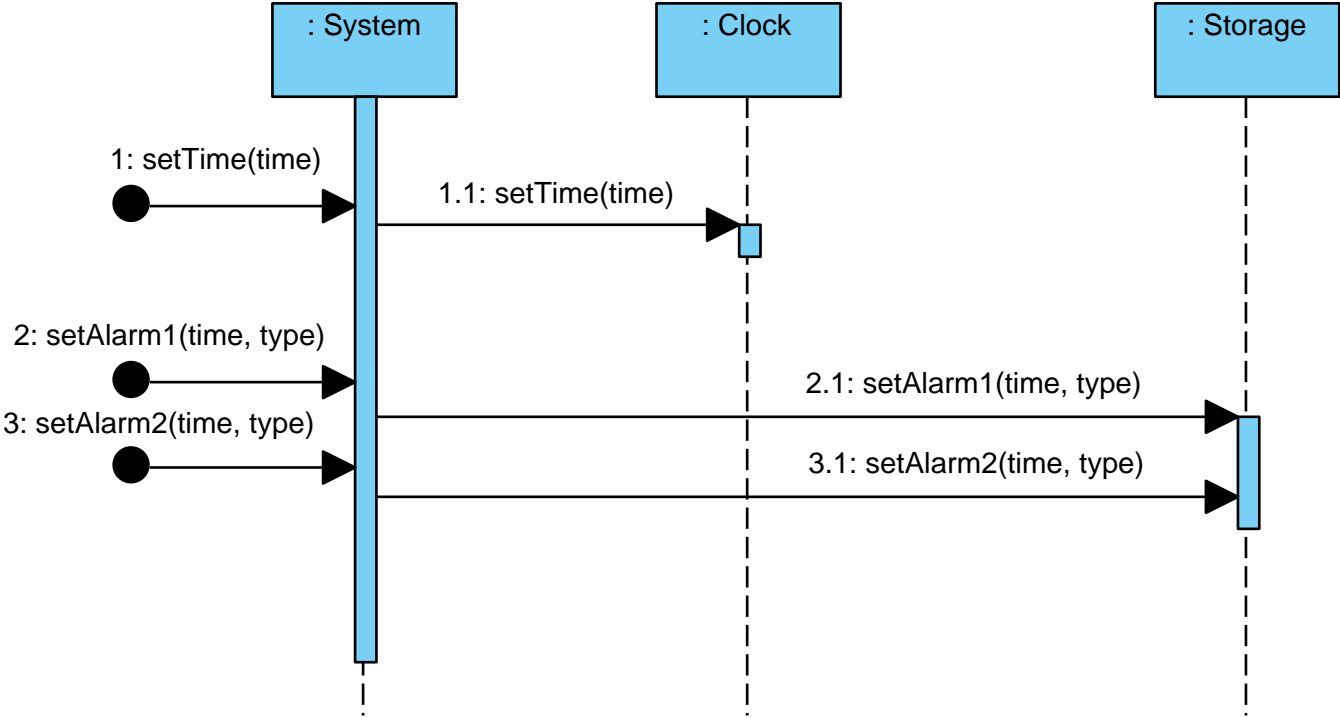 : System
: Clock
: Storage
1: setTime(time)
1.1: setTime(time)
2: setAlarm1(time, type)
2.1: setAlarm1(time, type)
3: setAlarm2(time, type)
3.1: setAlarm2(time, type)